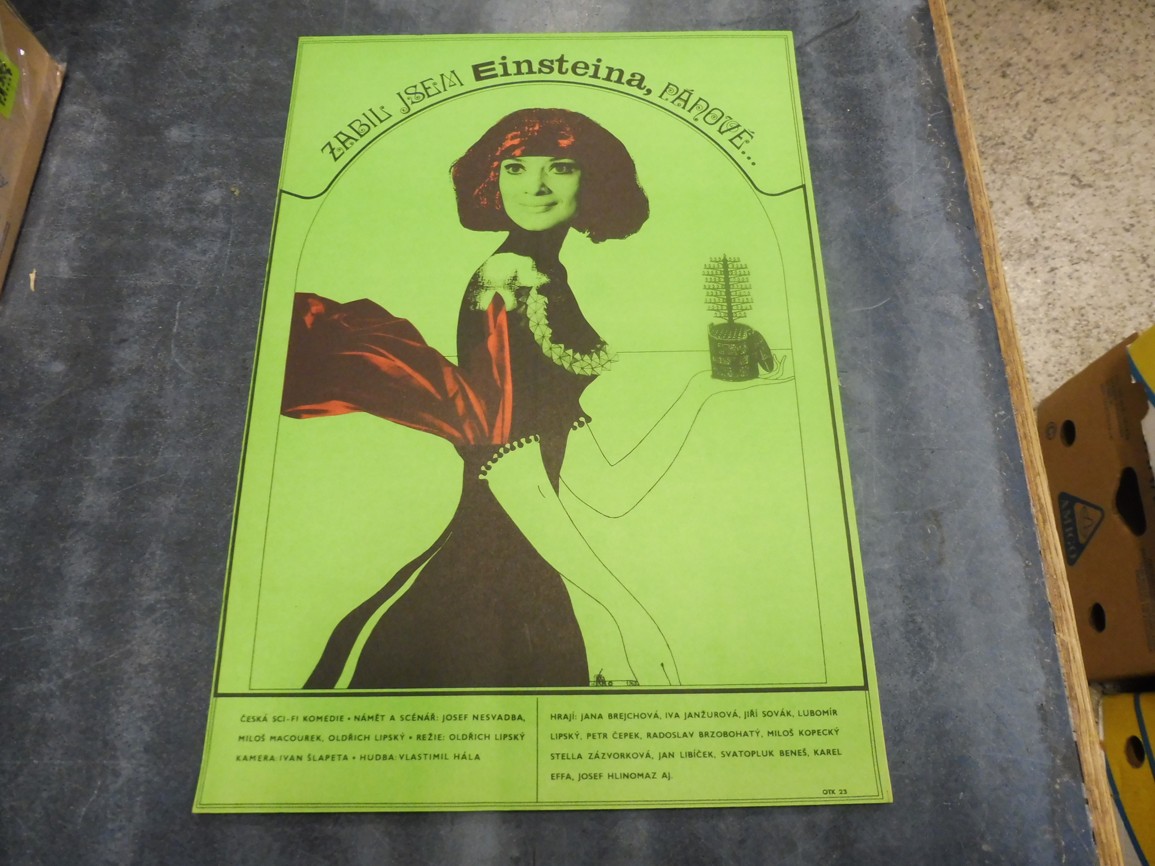 ZABIL JSEM Einsteina, PÁNOVÉ...
ČESKÁ SCI-FI KOMEDIE • NÁMĚT A SCÉNÁŘ: JOSEF NESVADBA,
MILOŠ MACOUREK, OLDŘICH LIPSKÝ • REŽIE: OLDŘICH LIPSKÝ
KAMERA: IVAN ŠLAPETA • HUDBA: VLASTIMIL HÁLA
HRAJÍ: JANA BREJCHOVÁ, IVA JANŽUROVÁ, JIŘÍ SOVÁK, LUBOMÍR
LIPSKÝ, PETR ČEPEK, RADOSLAV BRZOBOHATÝ, MILOŠ KOPECKÝ
STELLA ZÁZVORKOVÁ, JAN LIBÍČEK, SVATOPLUK BENEŠ, KAREL
EFFA, JOSEF HLINOMAZ AJ.
OTK 23
AMIGO